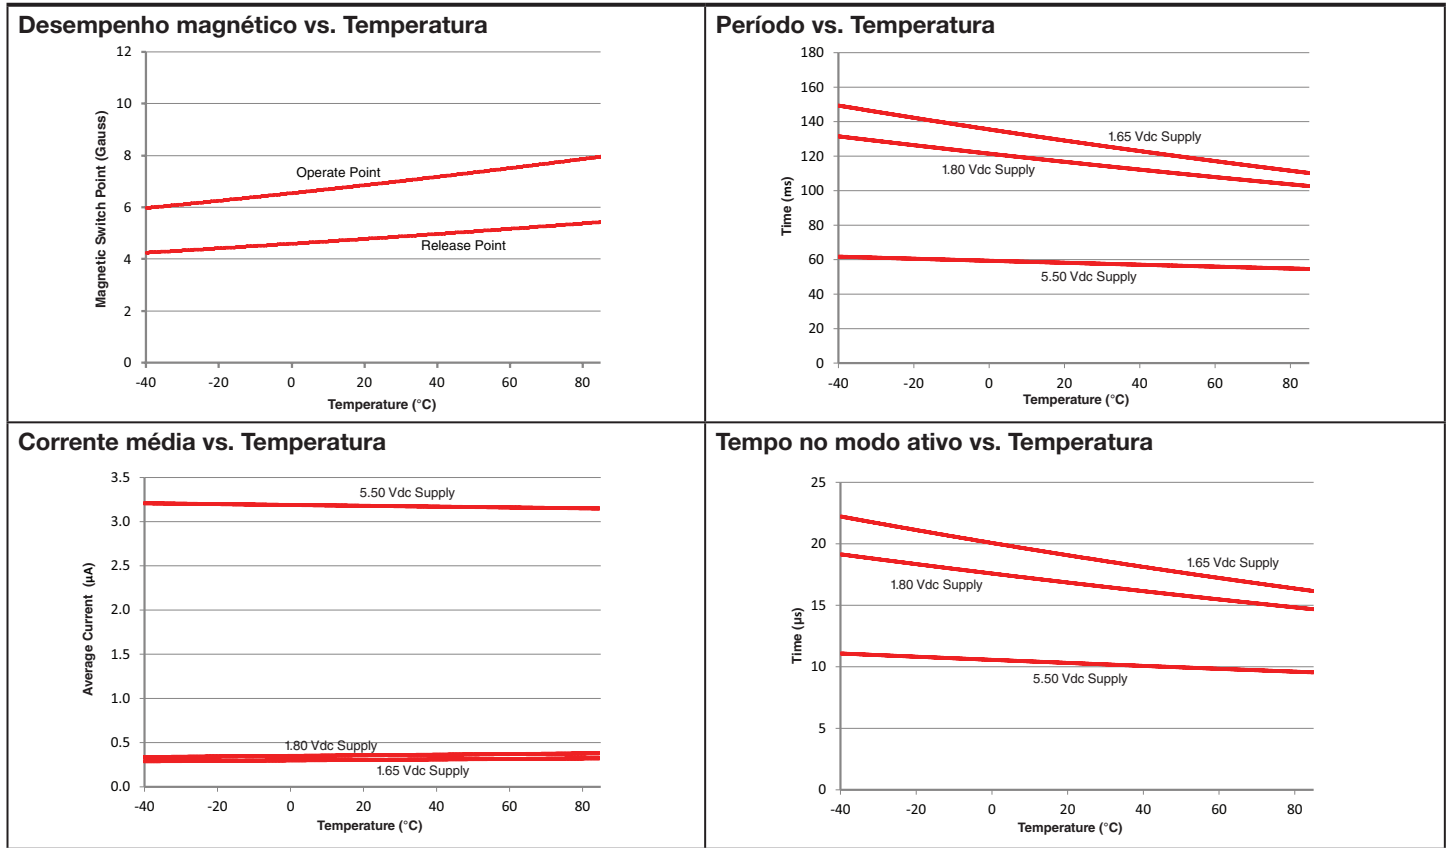 Desempenho magnético vs. Temperatura
12
10
8
6
4
2
0
Magnetic Switch Point (Gauss)
Operate Point
Release Point
-40 -20 0 20 40 60 80
Temperature (°C)
Período vs. Temperatura
180
160
140
120
100
80
60
40
20
0
Time (ms)
1.65 Vdc Supply
1.80 Vdc Supply
5.50 Vdc Supply
-40 -20 0 20 40 60 80
Temperature (°C)
Corrente média vs. Temperatura
3.5
3.0
2.5
2.0
1.5
1.0
0.5
0.0
Average Current (µA)
5.50 Vdc Supply
1.80 Vdc Supply
1.65 Vdc Supply
-40 -20 0 20 40 60 80
Temperature (°C)
Tempo no modo ativo vs. Temperatura
25
20
15
10
5
0
Time (µs)
1.65 Vdc Supply
1.80 Vdc Supply
5.50 Vdc Supply
-40 -20 0 20 40 60 80
Temperature (°C)